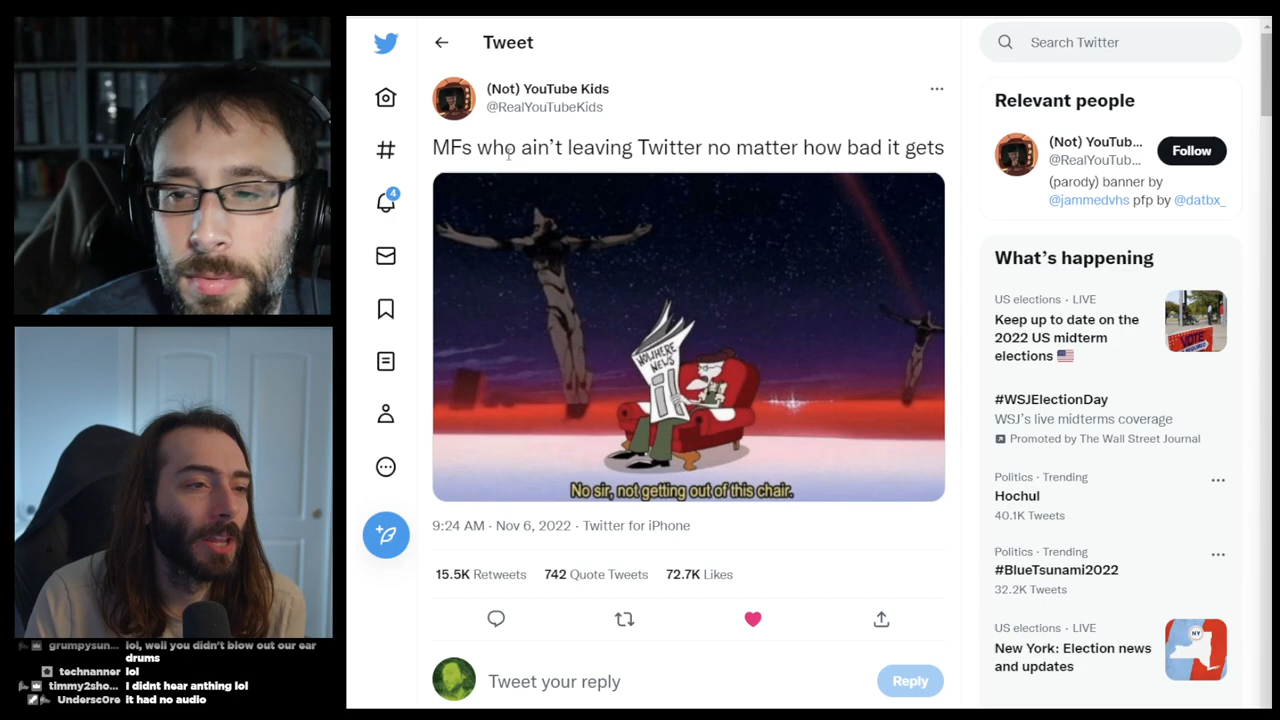 Tweet
Search Twitter
(Not) YouTube Kids
@RealYouTubeKids
MFs who ain’t leaving Twitter no matter how bad it gets
NOWHERE
NEWS
No sir, not getting out of this chair.
9:24 AM · Nov 6, 2022 · Twitter for iPhone
15.5K Retweets 742 Quote Tweets 72.7K Likes
Tweet your reply
Reply
4
Relevant people
(Not) YouTub...
@RealYouTub...
Follow
(parody) banner by
@jammedvhs pfp by @datbx_
What’s happening
US elections · LIVE
Keep up to date on the
2022 US midterm
elections
VOTE
#WSJElectionDay
WSJ’s live midterms coverage
Promoted by The Wall Street Journal
Politics · Trending
Hochul
40.1K Tweets
Politics · Trending
#BlueTsunami2022
32.2K Tweets
US elections · LIVE
New York: Election news
and updates
NY
grumpysun... lol, well you didn’t blow out our ear
drums
technanner lol
timmy2sho... I didnt hear anthing lol
Undersc0re it had no audio